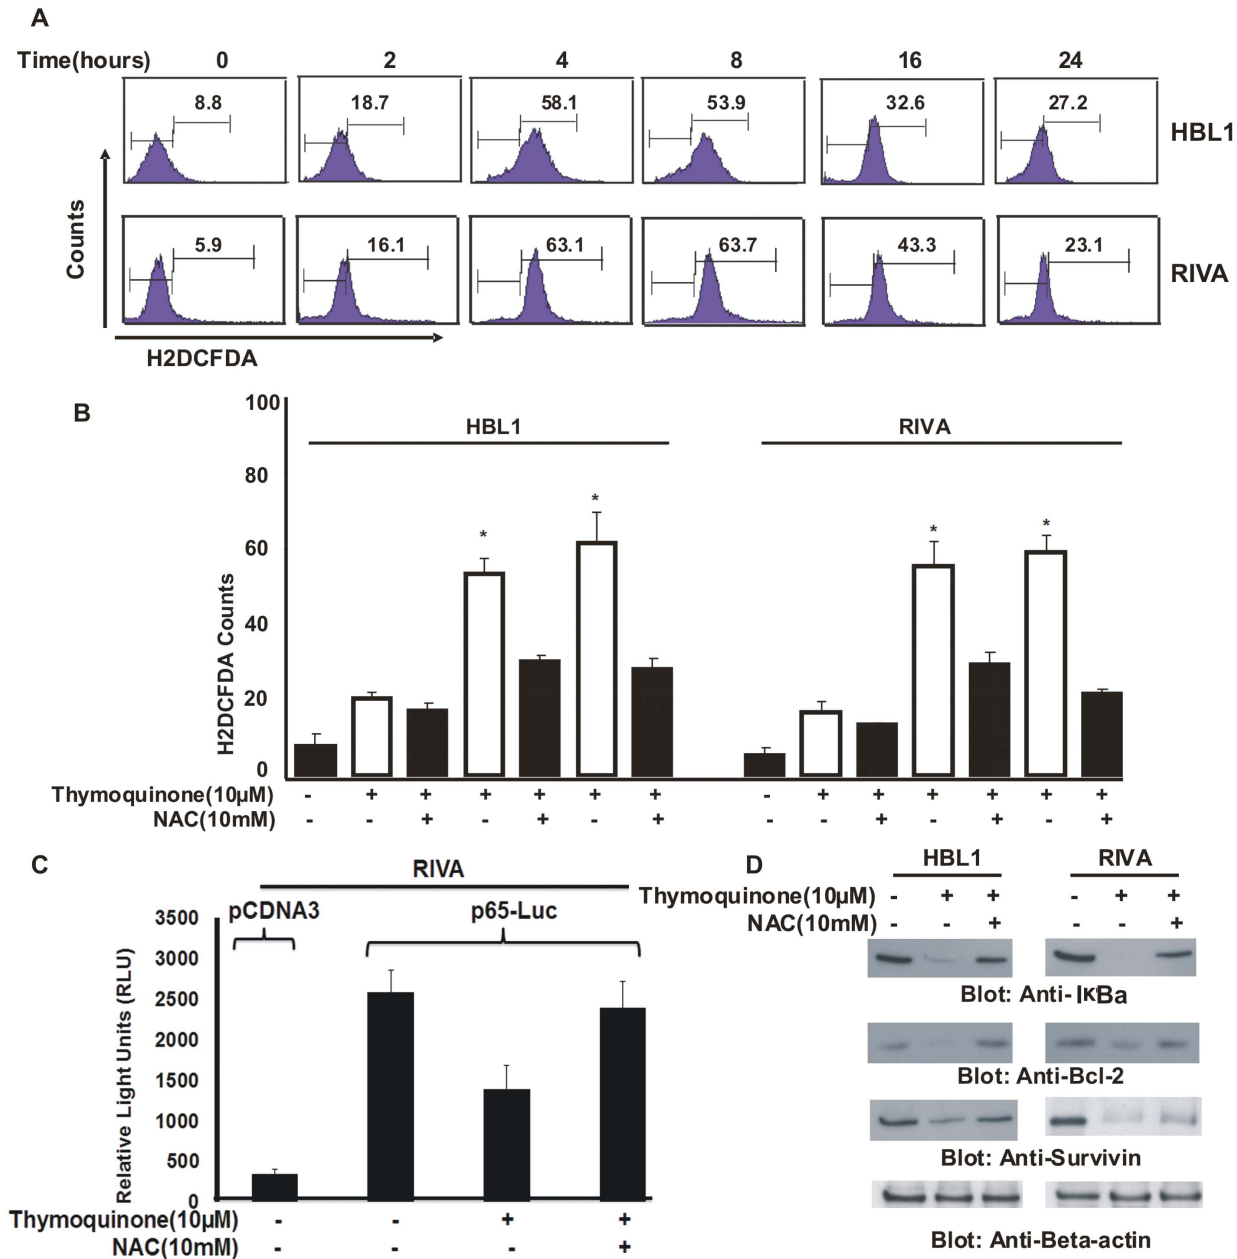 A
Time(hours) 0 2 4 8 16 24
8.8 18.7 58.1 53.9 32.6 27.2
HBL1
Counts
5.9 16.1 63.1 63.7 43.3 23.1
RIVA
H2DCFDA
B
HBL1 RIVA
H2DCFDA Counts
100
80
60
40
20
0
* * * *
Thymoquinone(10µM) - + + + + + + - + + + + + +
NAC(10mM) - - + - + - + - - + - + - +
C
RIVA
pCDNA3 p65-Luc
Relative Light Units (RLU)
3500
3000
2500
2000
1500
1000
500
0
Thymoquinone(10µM) - - + +
NAC(10mM) - - - +
D
HBL1 RIVA
Thymoquinone(10µM) - + + - + +
NAC(10mM) - - + - - +
Blot: Anti-IκBa
Blot: Anti-Bcl-2
Blot: Anti-Survivin
Blot: Anti-Beta-actin